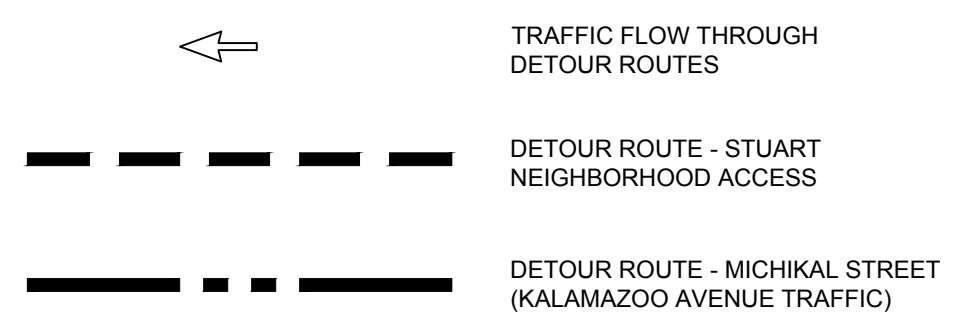 TRAFFIC FLOW THROUGH
DETOUR ROUTES
DETOUR ROUTE - STUART
NEIGHBORHOOD ACCESS
DETOUR ROUTE - MICHIKAL STREET
(KALAMAZOO AVENUE TRAFFIC)